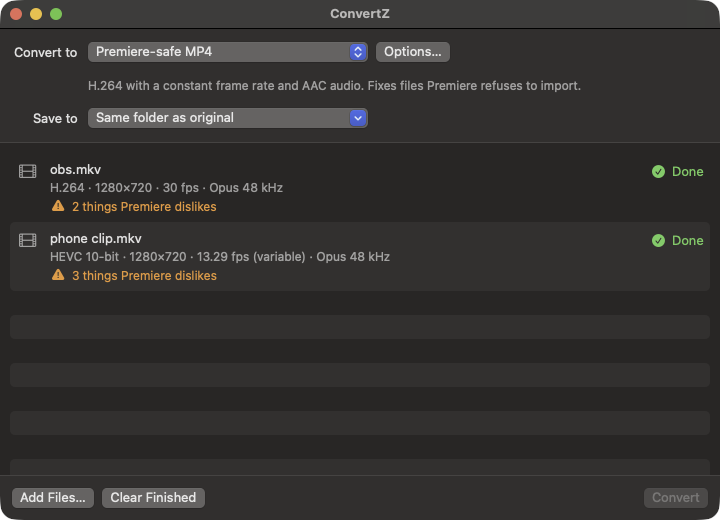 ConvertZ
Convert to Premiere-safe MP4 Options...
H.264 with a constant frame rate and AAC audio. Fixes files Premiere refuses to import.
Save to Same folder as original
obs.mkv Done
H.264 · 1280×720 · 30 fps · Opus 48 kHz
2 things Premiere dislikes
phone clip.mkv Done
HEVC 10-bit · 1280×720 · 13.29 fps (variable) · Opus 48 kHz
3 things Premiere dislikes
Add Files... Clear Finished Convert